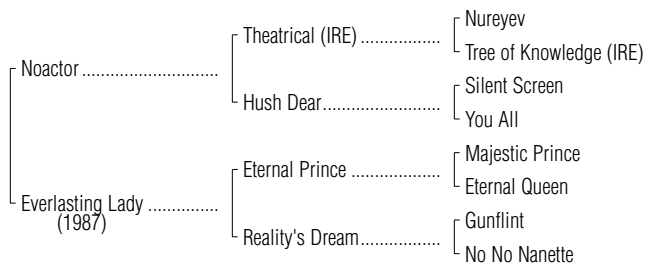 Nureyev
Theatrical (IRE) .................
Tree of Knowledge (IRE)
Noactor .............................
Silent Screen
Hush Dear.........................
You All
Majestic Prince
Eternal Prince ...................
Eternal Queen
Everlasting Lady ...............
(1987)
Gunflint
Reality's Dream.................
No No Nanette